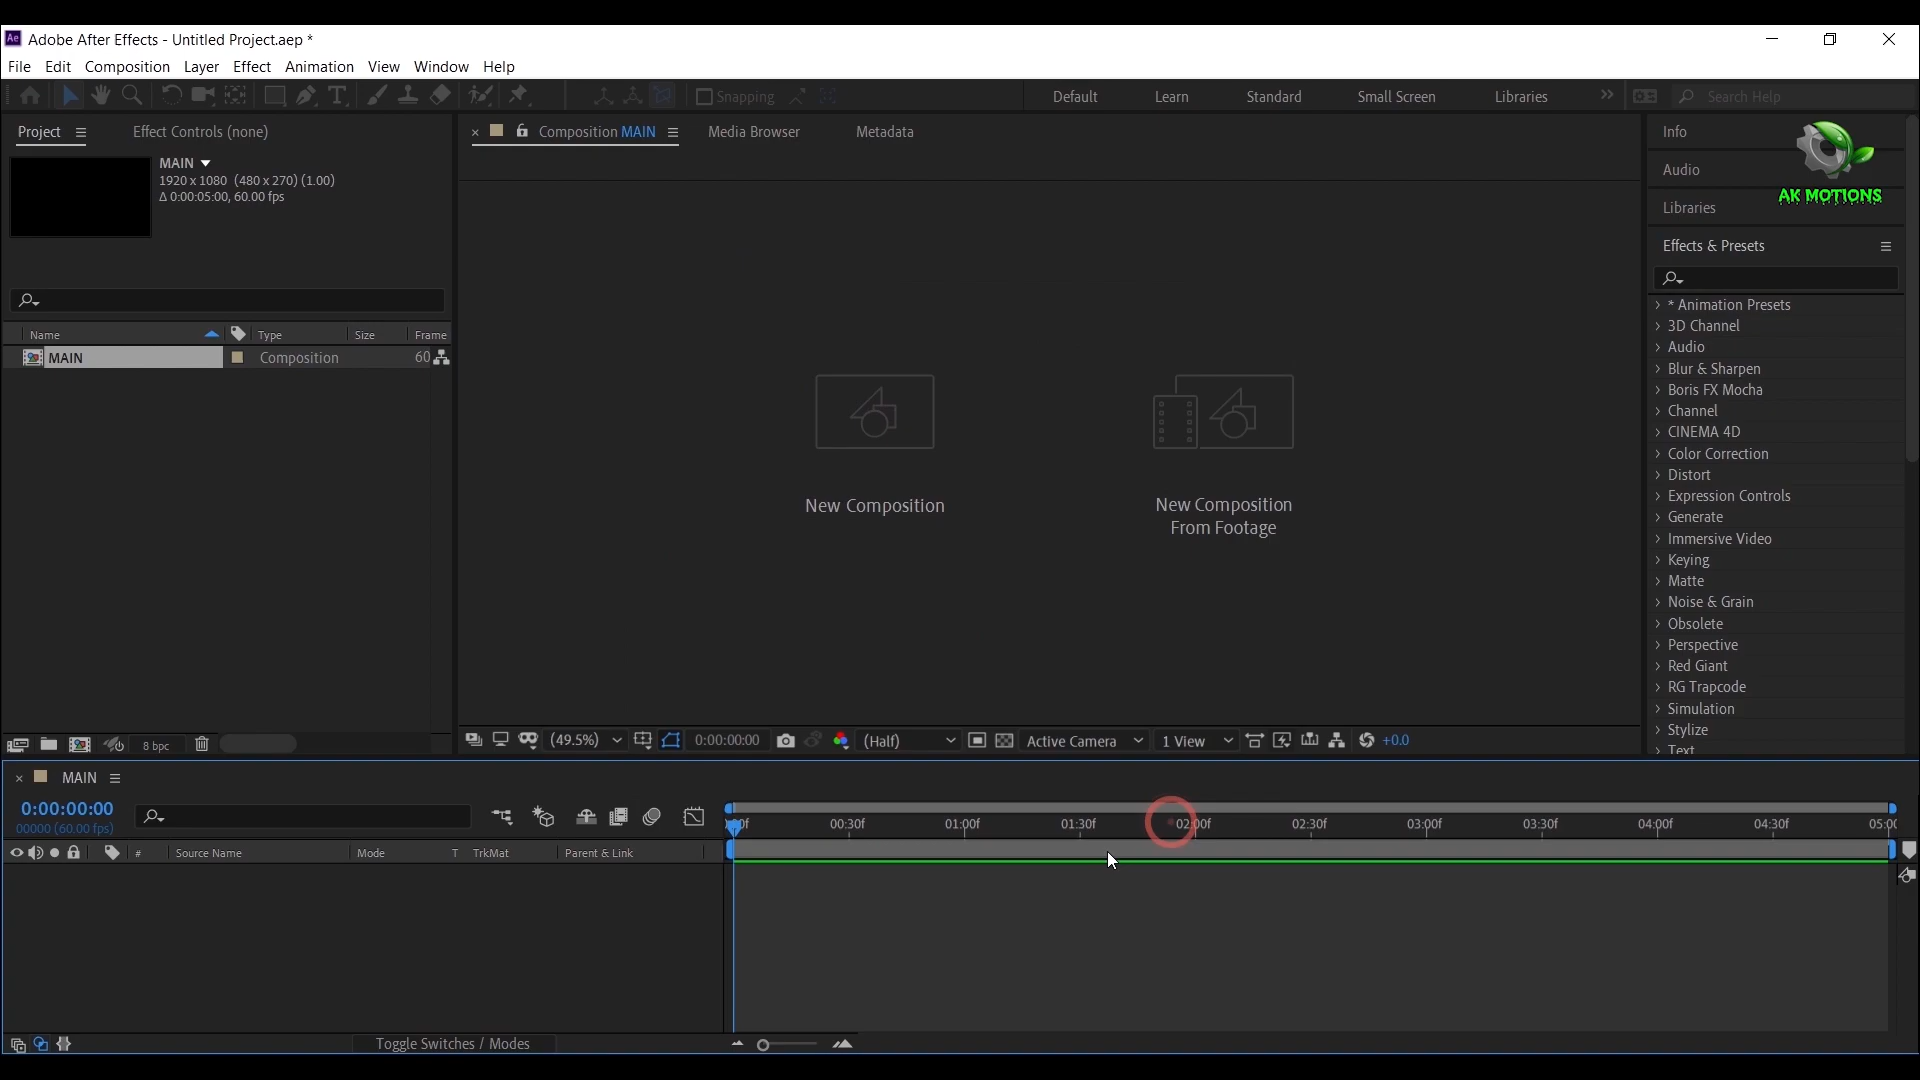 Ae Adobe After Effects - Untitled Project.aep *
File Edit Composition Layer Effect Animation View Window Help
Snapping
Default Learn Standard Small Screen Libraries Search Help
Project Effect Controls (none)
Composition MAIN Media Browser Metadata
MAIN
1920 x 1080 (480 x 270) (1.00)
Δ 0:00:05:00, 60.00 fps
Name Type Size Frame
MAIN Composition 60
New Composition
New Composition
From Footage
Info
Audio
Libraries
AK MOTIONS
Effects & Presets
* Animation Presets
3D Channel
Audio
Blur & Sharpen
Boris FX Mocha
Channel
CINEMA 4D
Color Correction
Distort
Expression Controls
Generate
Immersive Video
Keying
Matte
Noise & Grain
Obsolete
Perspective
Red Giant
RG Trapcode
Simulation
Stylize
Text
8 bpc
(49.5%) 0:00:00:00 (Half) Active Camera 1 View +0.0
MAIN
0:00:00:00
00000 (60.00 fps)
00:30f 01:00f 01:30f 02:00f 02:30f 03:00f 03:30f 04:00f 04:30f 05:00
# Source Name Mode T TrkMat Parent & Link
Toggle Switches / Modes